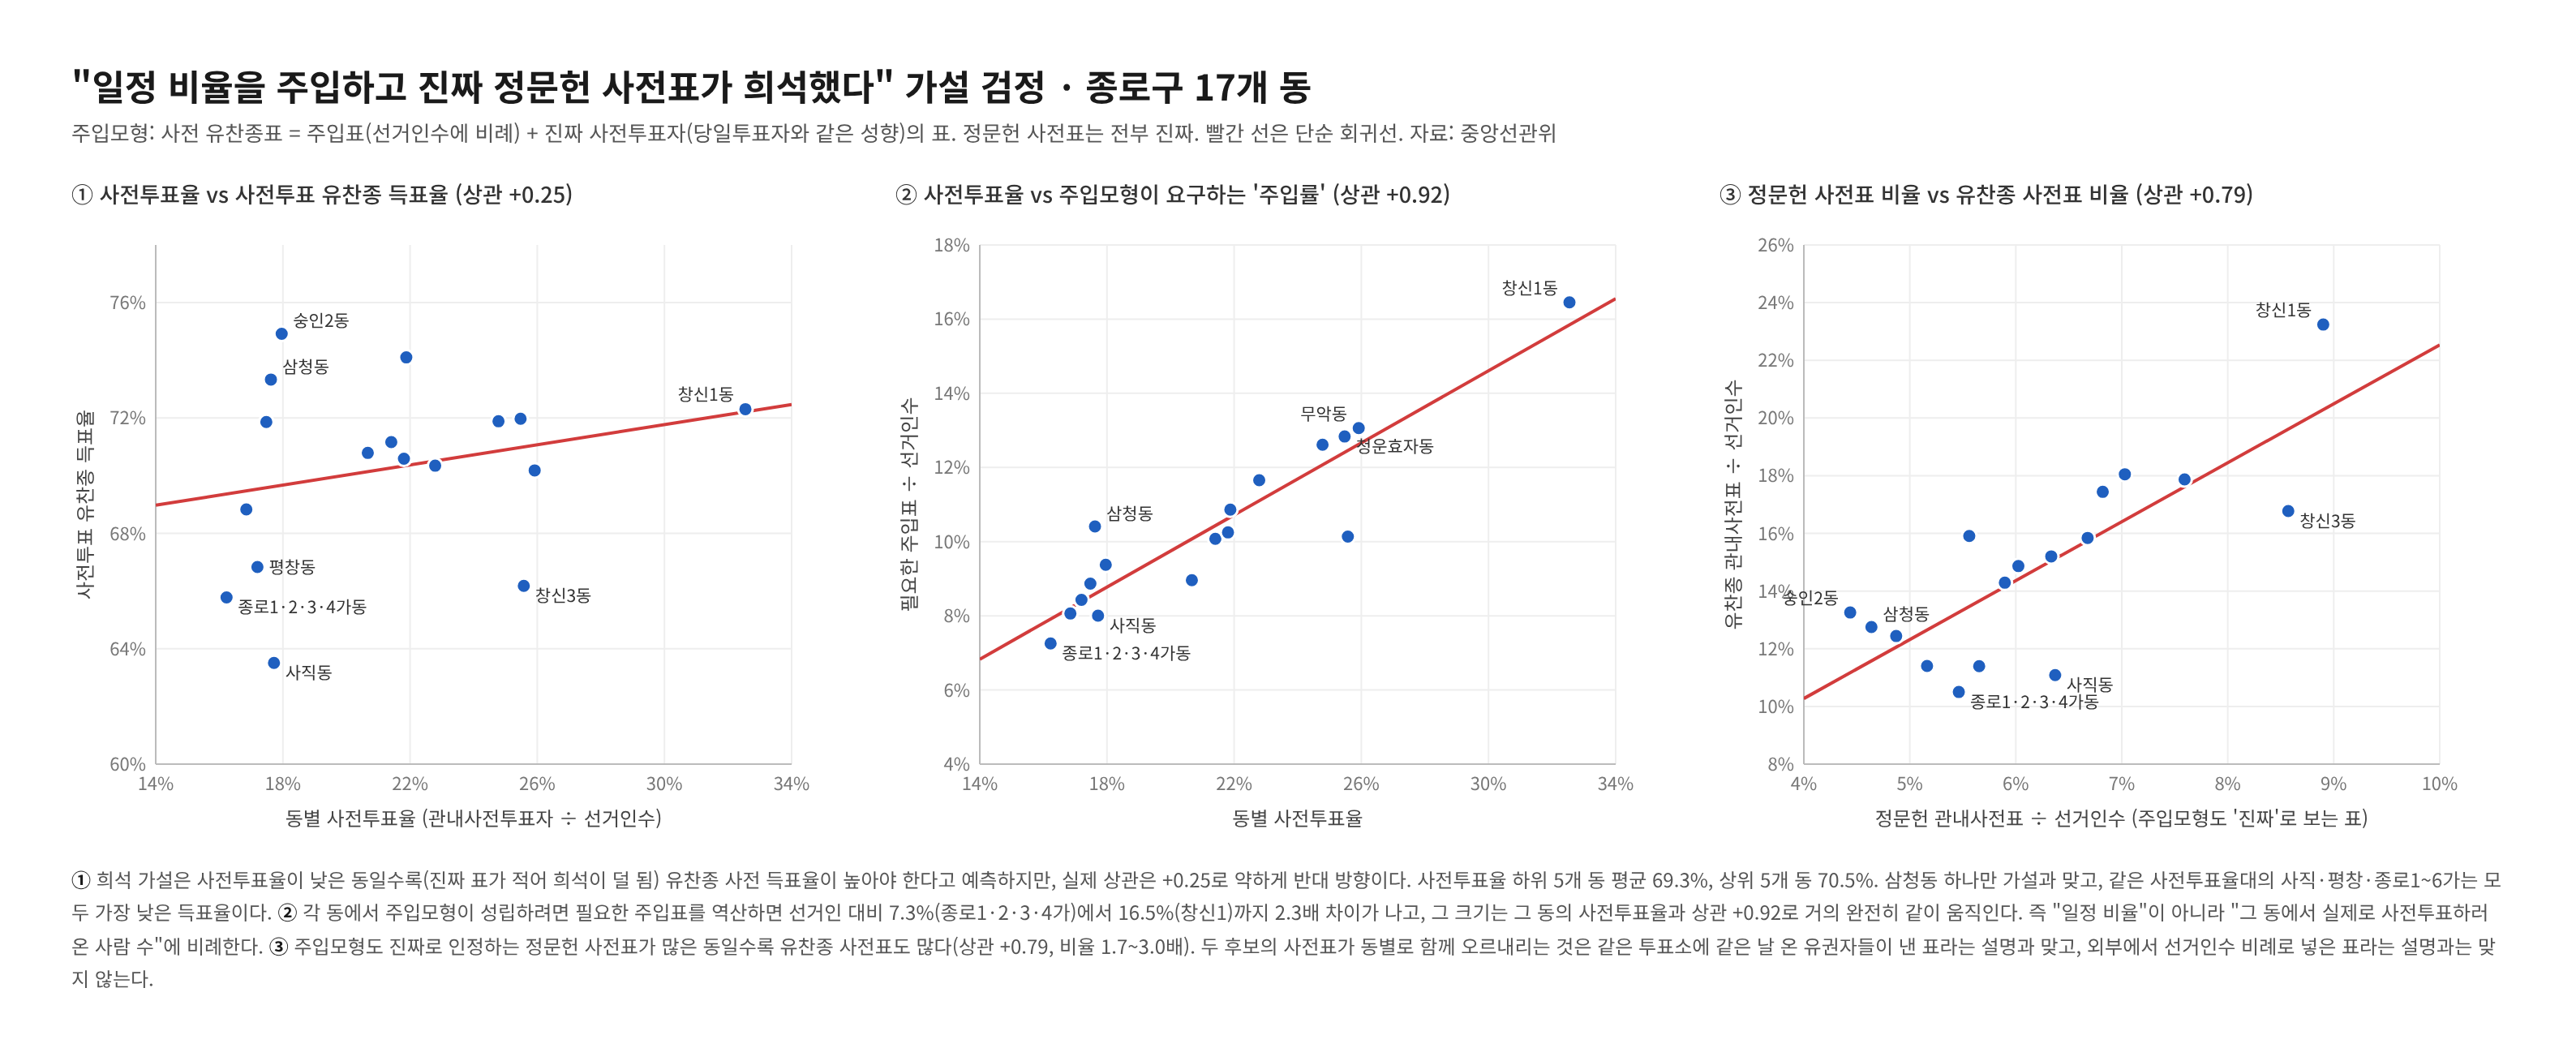 "일정 비율을 주입하고 진짜 정문헌 사전표가 희석했다" 가설 검정 · 종로구 17개 동
주입모형: 사전 유찬종표 = 주입표(선거인수에 비례) + 진짜 사전투표자(당일투표자와 같은 성향)의 표. 정문헌 사전표는 전부 진짜. 빨간 선은 단순 회귀선. 자료: 중앙선관위
① 사전투표율 vs 사전투표 유찬종 득표율 (상관 +0.25)
사전투표 유찬종 득표율
76%
72%
68%
64%
60%
숭인2동
삼청동
창신1동
평창동
종로1·2·3·4가동
창신3동
사직동
14%
18%
22%
26%
30%
34%
동별 사전투표율 (관내사전투표자 ÷ 선거인수)
② 사전투표율 vs 주입모형이 요구하는 '주입률' (상관 +0.92)
필요한 주입표 ÷ 선거인수
18%
16%
14%
12%
10%
8%
6%
4%
창신1동
무악동
청운효자동
삼청동
사직동
종로1·2·3·4가동
14%
18%
22%
26%
30%
34%
동별 사전투표율
③ 정문헌 사전표 비율 vs 유찬종 사전표 비율 (상관 +0.79)
유찬종 관내사전표 ÷ 선거인수
26%
24%
22%
20%
18%
16%
14%
12%
10%
8%
창신1동
창신3동
숭인2동
삼청동
사직동
종로1·2·3·4가동
4%
5%
6%
7%
8%
9%
10%
정문헌 관내사전표 ÷ 선거인수 (주입모형도 '진짜'로 보는 표)
① 희석 가설은 사전투표율이 낮은 동일수록(진짜 표가 적어 희석이 덜 됨) 유찬종 사전 득표율이 높아야 한다고 예측하지만, 실제 상관은 +0.25로 약하게 반대 방향이다. 사전투표율 하위 5개 동 평균 69.3%, 상위 5개 동 70.5%. 삼청동 하나만 가설과 맞고, 같은 사전투표율대의 사직·평창·종로1~6가는 모
두 가장 낮은 득표율이다. ② 각 동에서 주입모형이 성립하려면 필요한 주입표를 역산하면 선거인 대비 7.3%(종로1·2·3·4가)에서 16.5%(창신1)까지 2.3배 차이가 나고, 그 크기는 그 동의 사전투표율과 상관 +0.92로 거의 완전히 같이 움직인다. 즉 "일정 비율"이 아니라 "그 동에서 실제로 사전투표하러
온 사람 수"에 비례한다. ③ 주입모형도 진짜로 인정하는 정문헌 사전표가 많은 동일수록 유찬종 사전표도 많다(상관 +0.79, 비율 1.7~3.0배). 두 후보의 사전표가 동별로 함께 오르내리는 것은 같은 투표소에 같은 날 온 유권자들이 낸 표라는 설명과 맞고, 외부에서 선거인수 비례로 넣은 표라는 설명과는 맞
지 않는다.